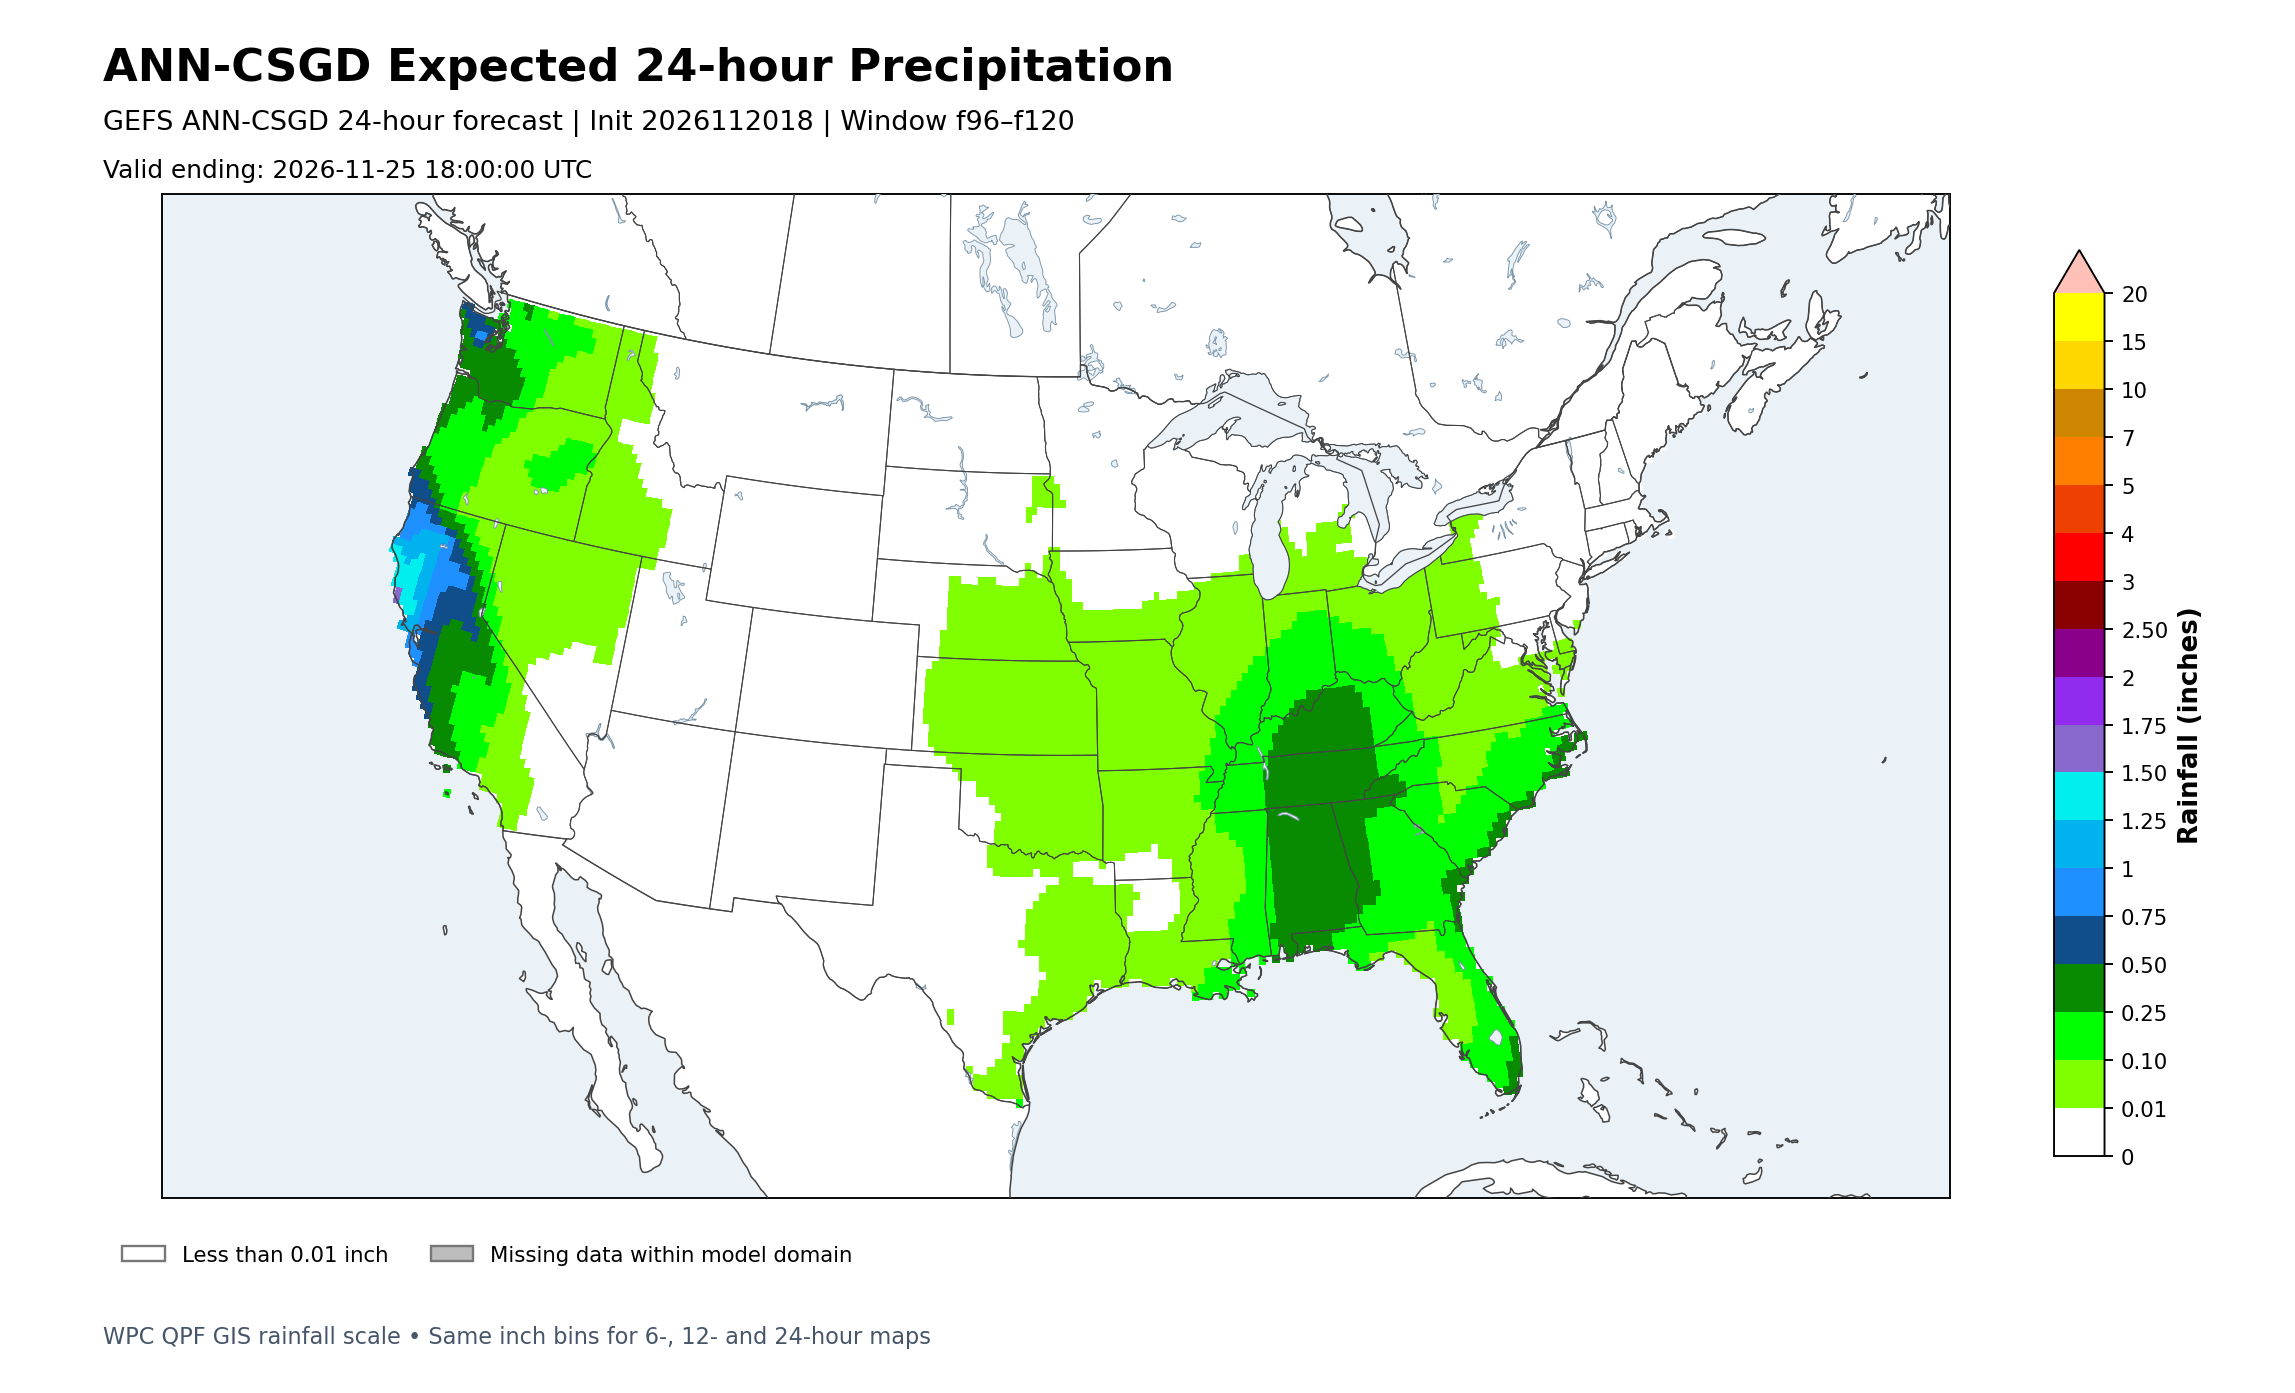 ANN-CSGD Expected 24-hour Precipitation
GEFS ANN-CSGD 24-hour forecast | Init 2026112018 | Window f96–f120
Valid ending: 2026-11-25 18:00:00 UTC
20
15
10
7
5
4
3
2.50
2
1.75
1.50
1.25
1
0.75
0.50
0.25
0.10
0.01
0
Rainfall (inches)
Less than 0.01 inch
Missing data within model domain
WPC QPF GIS rainfall scale • Same inch bins for 6-, 12- and 24-hour maps